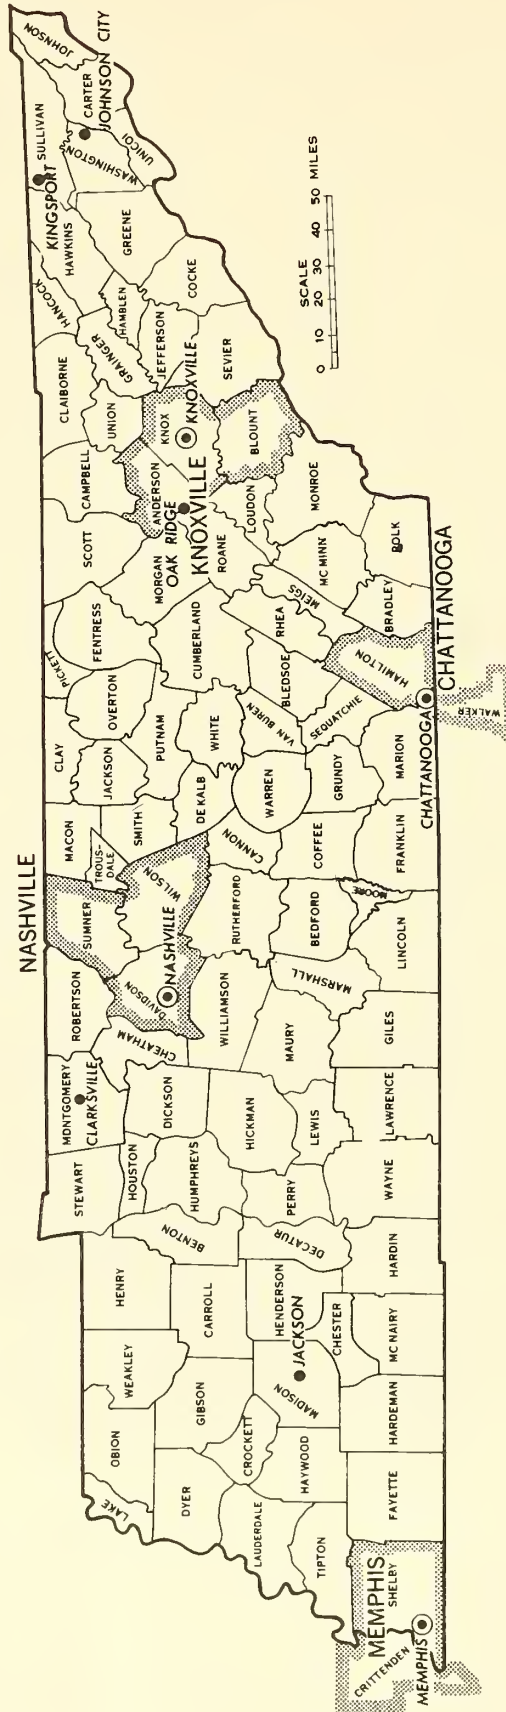 LAKE
OBION
WEAKLEY
HENRY
STEWART
MONTGOMERY
CLARKSVILLE
ROBERTSON
NASHVILLE
SUMNER
MACON
TROUS-
DALE
CLAY
PICKETT
SCOTT
CAMPBELL
CLAIBORNE
HANCOCK
HAWKINS
KINGSPORT
SULLIVAN
JOHNSON
DYER
GIBSON
CARROLL
BENTON
HOUSTON
HUMPHREYS
DICKSON
CHEATHAM
DAVIDSON
NASHVILLE
WILSON
SMITH
JACKSON
OVERTON
FENTRESS
PUTNAM
MORGAN
OAK RIDGE
ANDERSON
UNION
GRAINGER
HAMBLEN
GREENE
WASHINGTON
UNICOI
CARTER
JOHNSON CITY
LAUDERDALE
CROCKETT
HAYWOOD
TIPTON
MADISON
JACKSON
HENDERSON
CHESTER
DECATUR
PERRY
HICKMAN
LEWIS
WILLIAMSON
MAURY
RUTHERFORD
MARSHALL
BEDFORD
CANNON
DE KALB
WHITE
WARREN
VAN BUREN
COFFEE
GRUNDY
CUMBERLAND
BLEDSOE
SEQUATCHIE
RHEA
MEIGS
ROANE
KNOXVILLE
KNOX
KNOXVILLE
LOUDON
BLOUNT
JEFFERSON
SEVIER
COCKE
MEMPHIS
SHELBY
CRITTENDEN
MEMPHIS
FAYETTE
HARDEMAN
MC NAIRY
HARDIN
WAYNE
LAWRENCE
GILES
LINCOLN
MOORE
FRANKLIN
MARION
HAMILTON
CHATTANOOGA
CHATTANOOGA
WALKER
BRADLEY
POLK
MC MINN
MONROE
SCALE
0 10 20 30 40 50 MILES